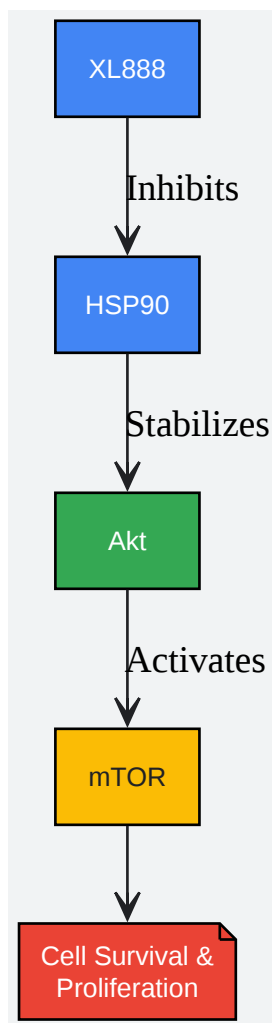 XL888
Inhibits
HSP90
Stabilizes
Akt
Activates
mTOR
Cell Survival &
Proliferation